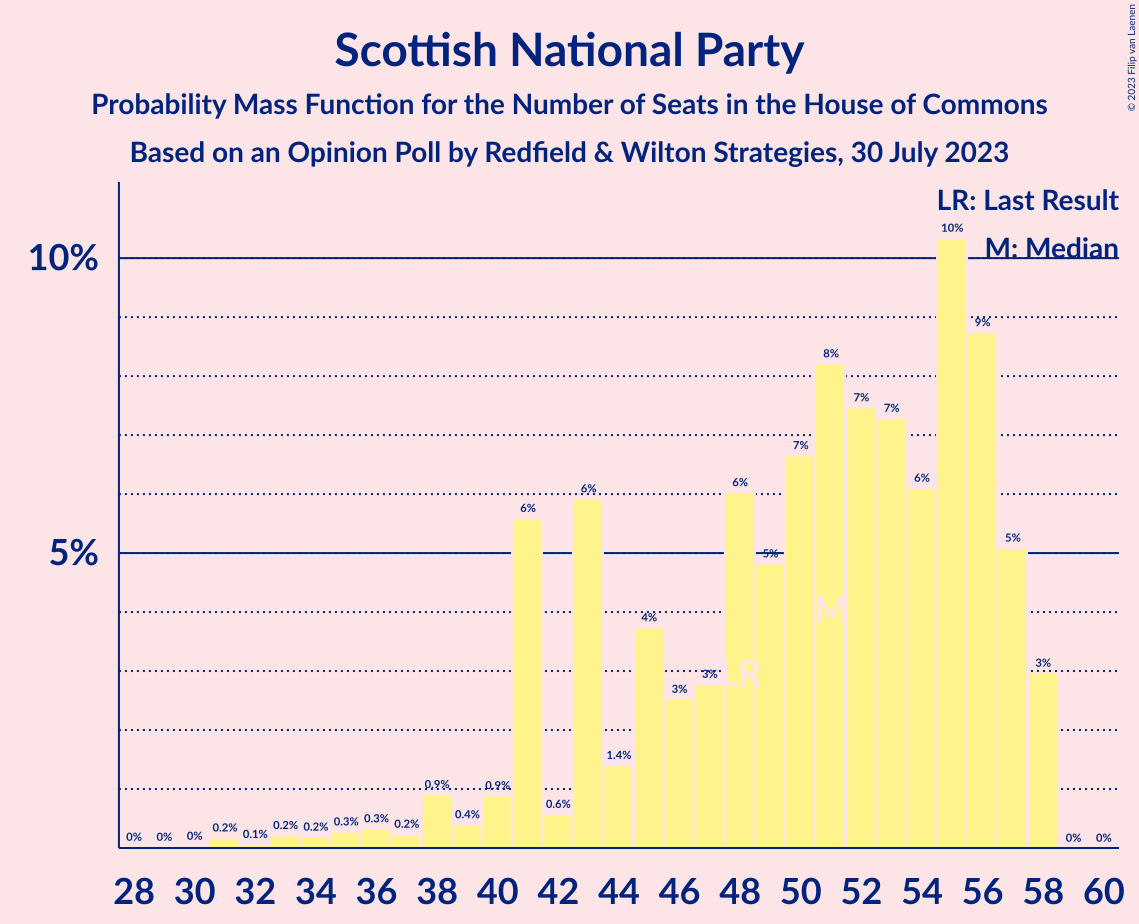 Scottish National Party
Probability Mass Function for the Number of Seats in the House of Commons
Based on an Opinion Poll by Redfield & Wilton Strategies, 30 July 2023
© 2023 Filip van Laenen
LR: Last Result
M: Median
10%
5%
0% 0% 0% 0.2% 0.1% 0.2% 0.2% 0.3% 0.3% 0.2% 0.9% 0.4% 0.9% 6% 0.6% 6% 1.4% 4% 3% 3% 6% 5% 7% 8% 7% 7% 6% 10% 9% 5% 3% 0% 0%
LR
M
28 30 32 34 36 38 40 42 44 46 48 50 52 54 56 58 60